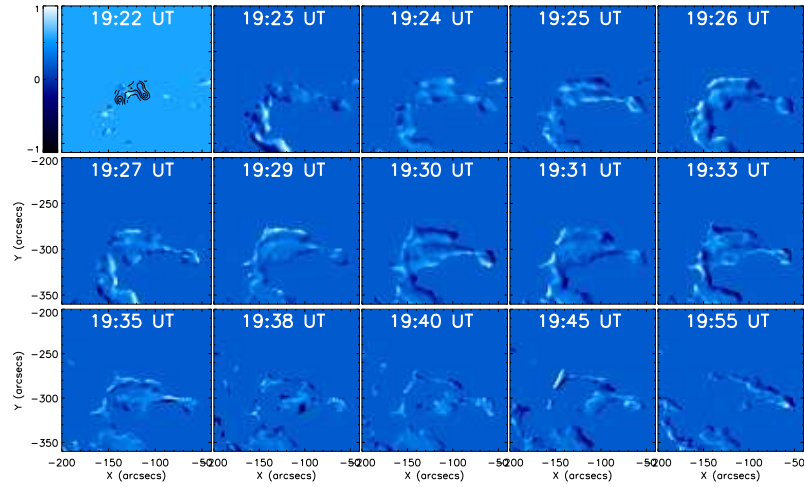 1
0
−1
19:22 UT
19:23 UT
19:24 UT
19:25 UT
19:26 UT
−200
−250
−300
−350
Y (arcsecs)
19:27 UT
19:29 UT
19:30 UT
19:31 UT
19:33 UT
−200
−250
−300
−350
Y (arcsecs)
19:35 UT
19:38 UT
19:40 UT
19:45 UT
19:55 UT
−200 −150 −100 −50
−200 −150 −100 −50
−200 −150 −100 −50
−200 −150 −100 −50
−200 −150 −100 −50
X (arcsecs)
X (arcsecs)
X (arcsecs)
X (arcsecs)
X (arcsecs)